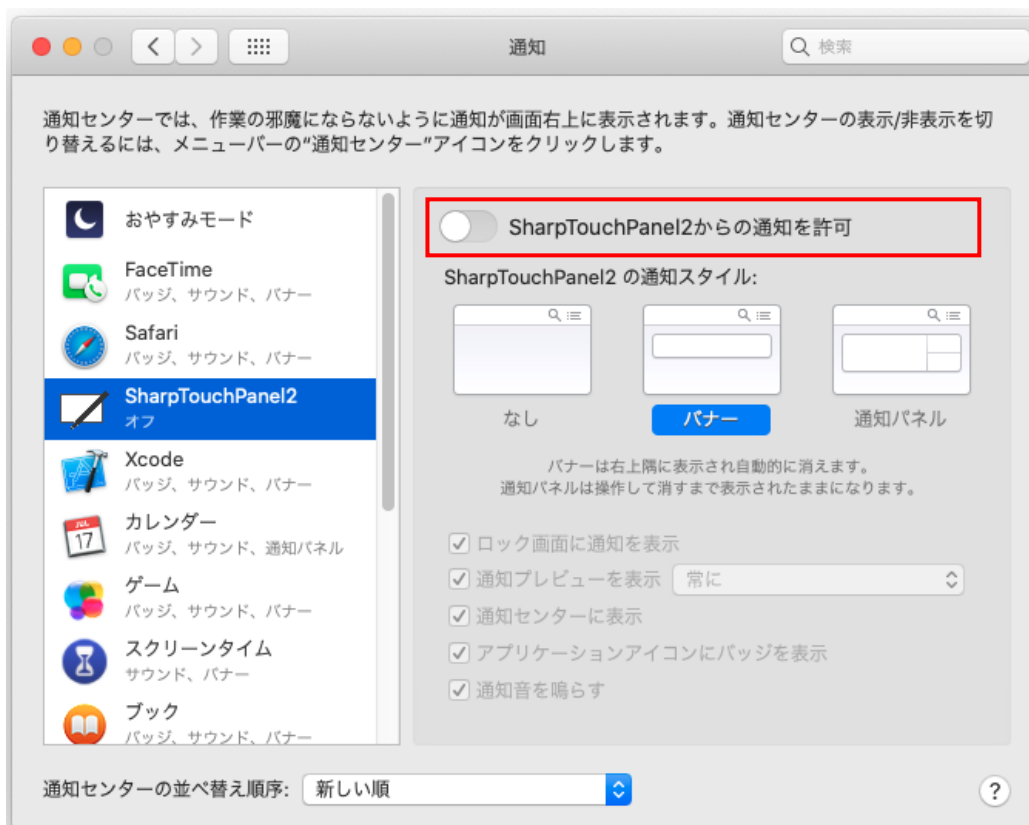 通知
検索
通知センターでは、作業の邪魔にならないように通知が画面右上に表示されます。通知センターの表示/非表示を切
り替えるには、メニューバーの“通知センター”アイコンをクリックします。
おやすみモード
FaceTime
バッジ、サウンド、バナー
Safari
バッジ、サウンド、バナー
SharpTouchPanel2
オフ
Xcode
バッジ、サウンド、バナー
JUL
17
カレンダー
バッジ、サウンド、通知パネル
ゲーム
バッジ、サウンド、バナー
スクリーンタイム
サウンド、バナー
ブック
バッジ、サウンド、バナー
SharpTouchPanel2からの通知を許可
SharpTouchPanel2 の通知スタイル:
なし
バナー
通知パネル
バナーは右上隅に表示され自動的に消えます。
通知パネルは操作して消すまで表示されたままになります。
ロック画面に通知を表示
通知プレビューを表示 常に
通知センターに表示
アプリケーションアイコンにバッジを表示
通知音を鳴らす
通知センターの並べ替え順序: 新しい順
?